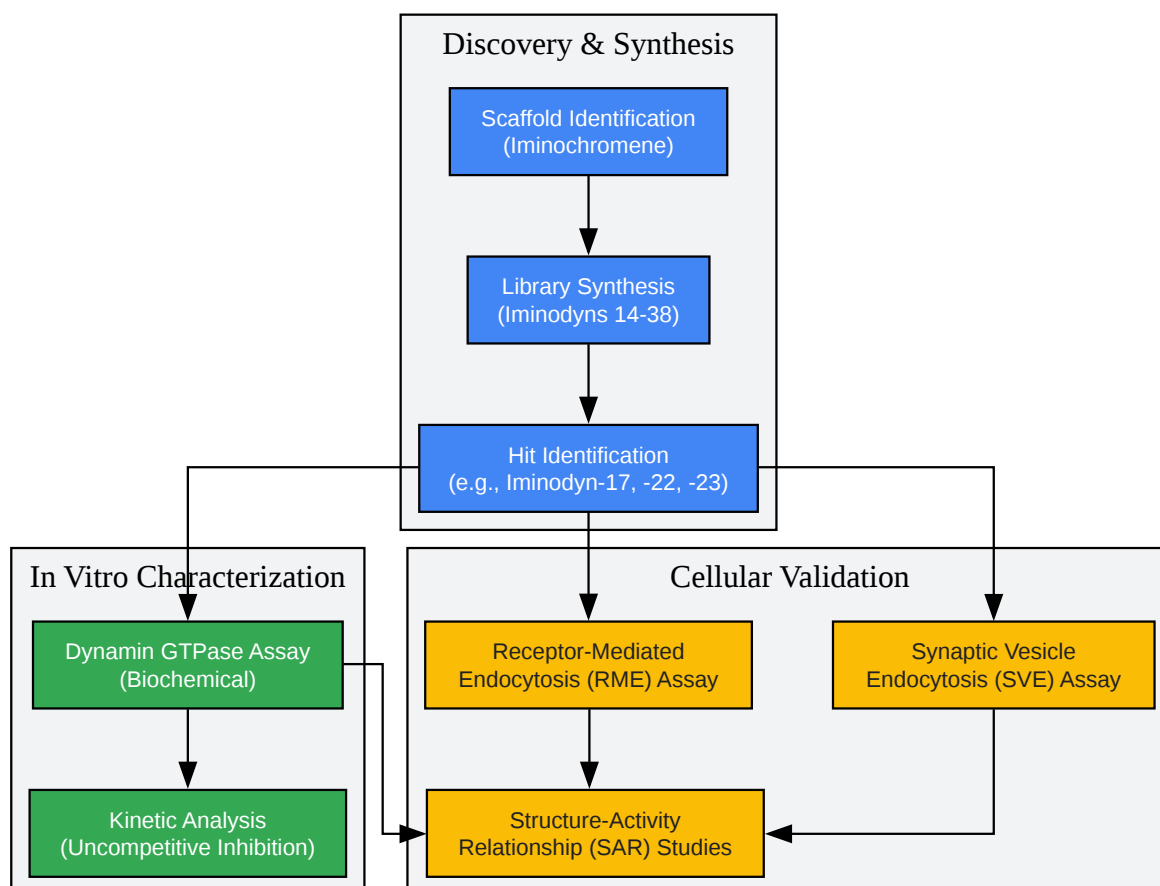 Discovery & Synthesis
Scaffold Identification
(Iminochromene)
Library Synthesis
(Iminodyns 14-38)
Hit Identification
(e.g., Iminodyn-17, -22, -23)
In Vitro Characterization
Dynamin GTPase Assay
(Biochemical)
Kinetic Analysis
(Uncompetitive Inhibition)
Cellular Validation
Receptor-Mediated
Endocytosis (RME) Assay
Synaptic Vesicle
Endocytosis (SVE) Assay
Structure-Activity
Relationship (SAR) Studies